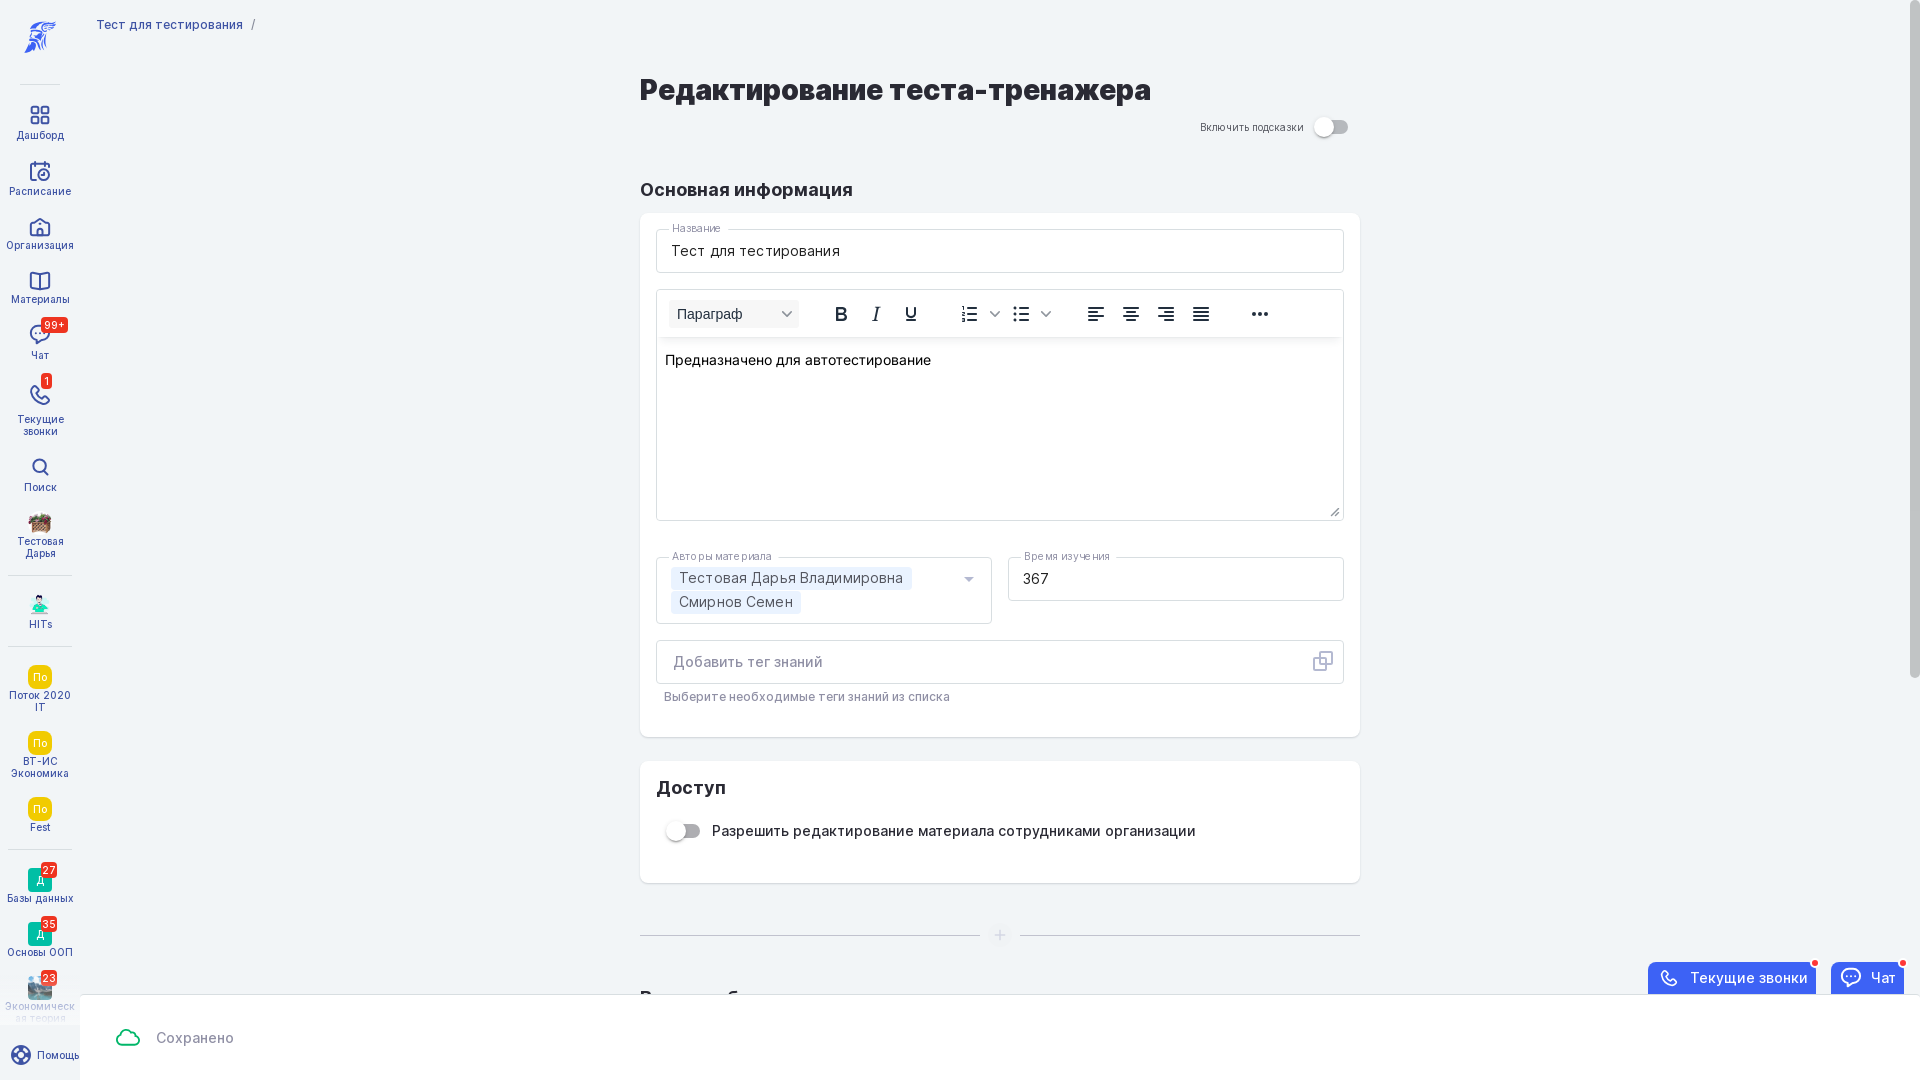 Тест для тестирования /
Дашборд
Расписание
Организация
Материалы
99+
Чат
1
Текущие
звонки
Поиск
Тестовая
Дарья
HITs
По
Поток 2020
IT
По
ВТ-ИС
Экономика
По
Fest
27
Д
Базы данных
35
Д
Основы ООП
23
Экономическ
ая теория
Помощь
Редактирование теста-тренажера
Включить подсказки
Основная информация
Название
Тест для тестирования
Параграф
Предназначено для автотестирование
Авторы материала
Тестовая Дарья Владимировна
Смирнов Семен
Время изучения
367
Добавить тег знаний
Выберите необходимые теги знаний из списка
Доступ
Разрешить редактирование материала сотрудниками организации
Текущие звонки
Чат
Сохранено